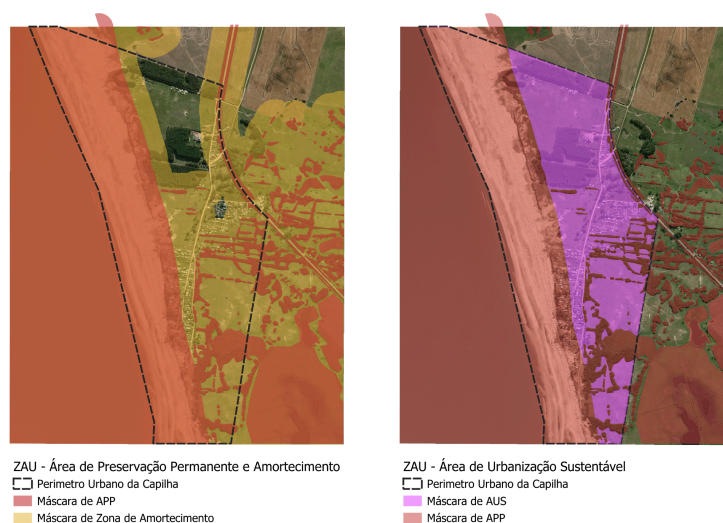 ZAU - Área de Preservação Permanente e Amortecimento
Perimetro Urbano da Capilha
Máscara de APP
Máscara de Zona de Amortecimento
ZAU - Área de Urbanização Sustentável
Perimetro Urbano da Capilha
Máscara de AUS
Máscara de APP